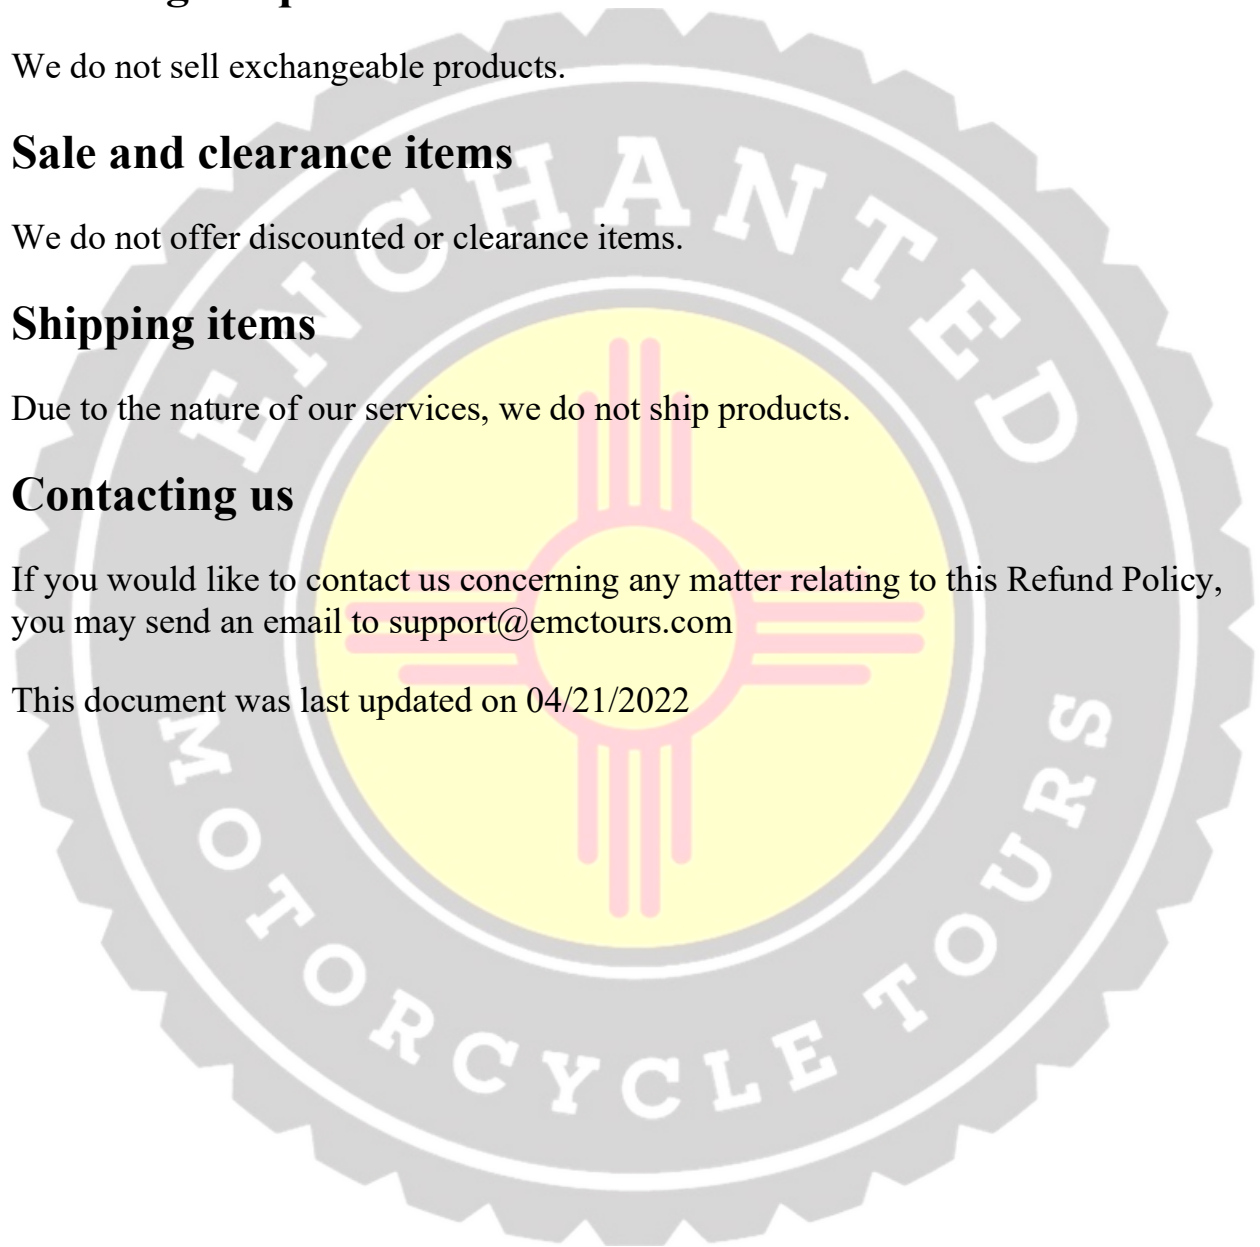 We do not sell exchangeable products.
Sale and clearance items
We do not offer discounted or clearance items.
Shipping items
Due to the nature of our services, we do not ship products.
Contacting us
If you would like to contact us concerning any matter relating to this Refund Policy,
you may send an email to support@emctours.com
This document was last updated on 04/21/2022
ENCHANTED
MOTORCYCLE TOURS